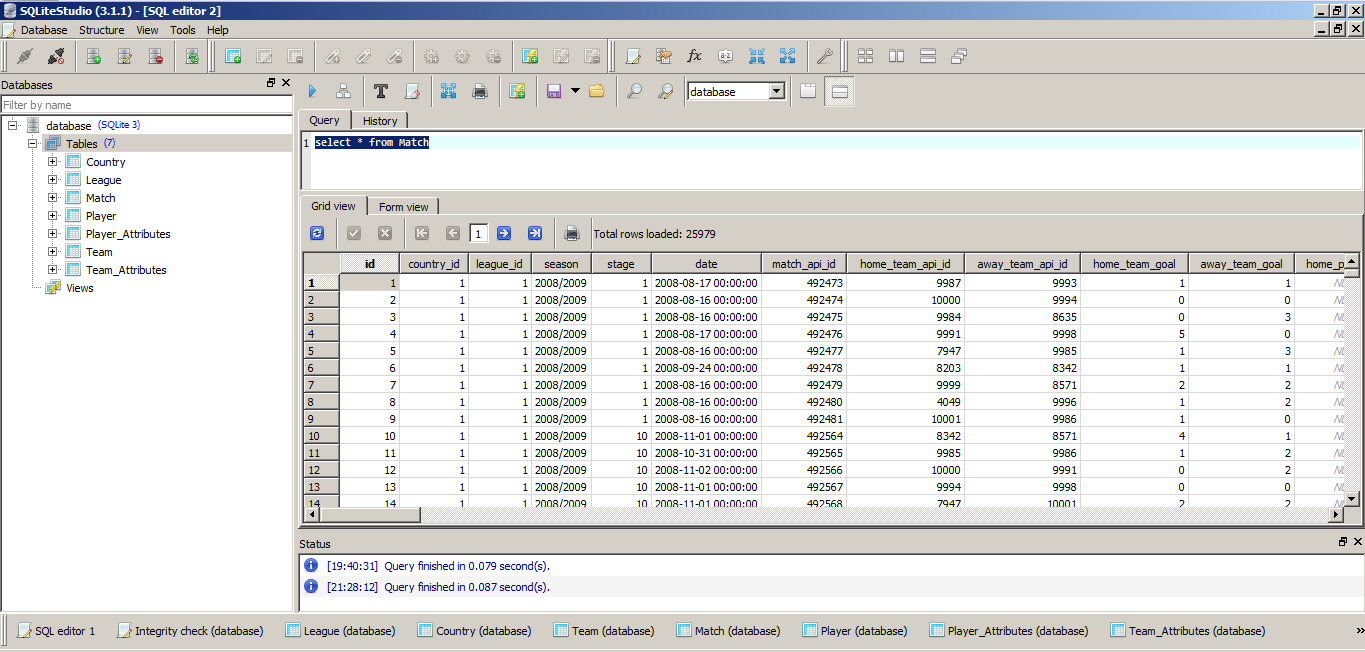 SQLiteStudio (3.1.1) - [SQL editor 2]
Database Structure View Tools Help
Databases
Filter by name
database (SQLite 3)
Tables (7)
Country
League
Match
Player
Player_Attributes
Team
Team_Attributes
Views
database
Query History
1 select * from Match
Grid view Form view
1 Total rows loaded: 25979
id country_id league_id season stage date match_api_id home_team_api_id away_team_api_id home_team_goal away_team_goal home_p
1 1 1 1 2008/2009 1 2008-08-17 00:00:00 492473 9987 9993 1 1
2 2 1 1 2008/2009 1 2008-08-16 00:00:00 492474 10000 9994 0 0
3 3 1 1 2008/2009 1 2008-08-16 00:00:00 492475 9984 8635 0 3
4 4 1 1 2008/2009 1 2008-08-17 00:00:00 492476 9991 9998 5 0
5 5 1 1 2008/2009 1 2008-08-16 00:00:00 492477 7947 9985 1 3
6 6 1 1 2008/2009 1 2008-09-24 00:00:00 492478 8203 8342 1 1
7 7 1 1 2008/2009 1 2008-08-16 00:00:00 492479 9999 8571 2 2
8 8 1 1 2008/2009 1 2008-08-16 00:00:00 492480 4049 9996 1 2
9 9 1 1 2008/2009 1 2008-08-16 00:00:00 492481 10001 9986 1 0
10 10 1 1 2008/2009 10 2008-11-01 00:00:00 492564 8342 8571 4 1
11 11 1 1 2008/2009 10 2008-10-31 00:00:00 492565 9985 9986 1 2
12 12 1 1 2008/2009 10 2008-11-02 00:00:00 492566 10000 9991 0 2
13 13 1 1 2008/2009 10 2008-11-01 00:00:00 492567 9994 9998 0 0
14 14 1 1 2008/2009 10 2008-11-01 00:00:00 492568 7947 10001 2 2
Status
[19:40:31] Query finished in 0.079 second(s).
[21:28:12] Query finished in 0.087 second(s).
SQL editor 1 Integrity check (database) League (database) Country (database) Team (database) Match (database) Player (database) Player_Attributes (database) Team_Attributes (database) »